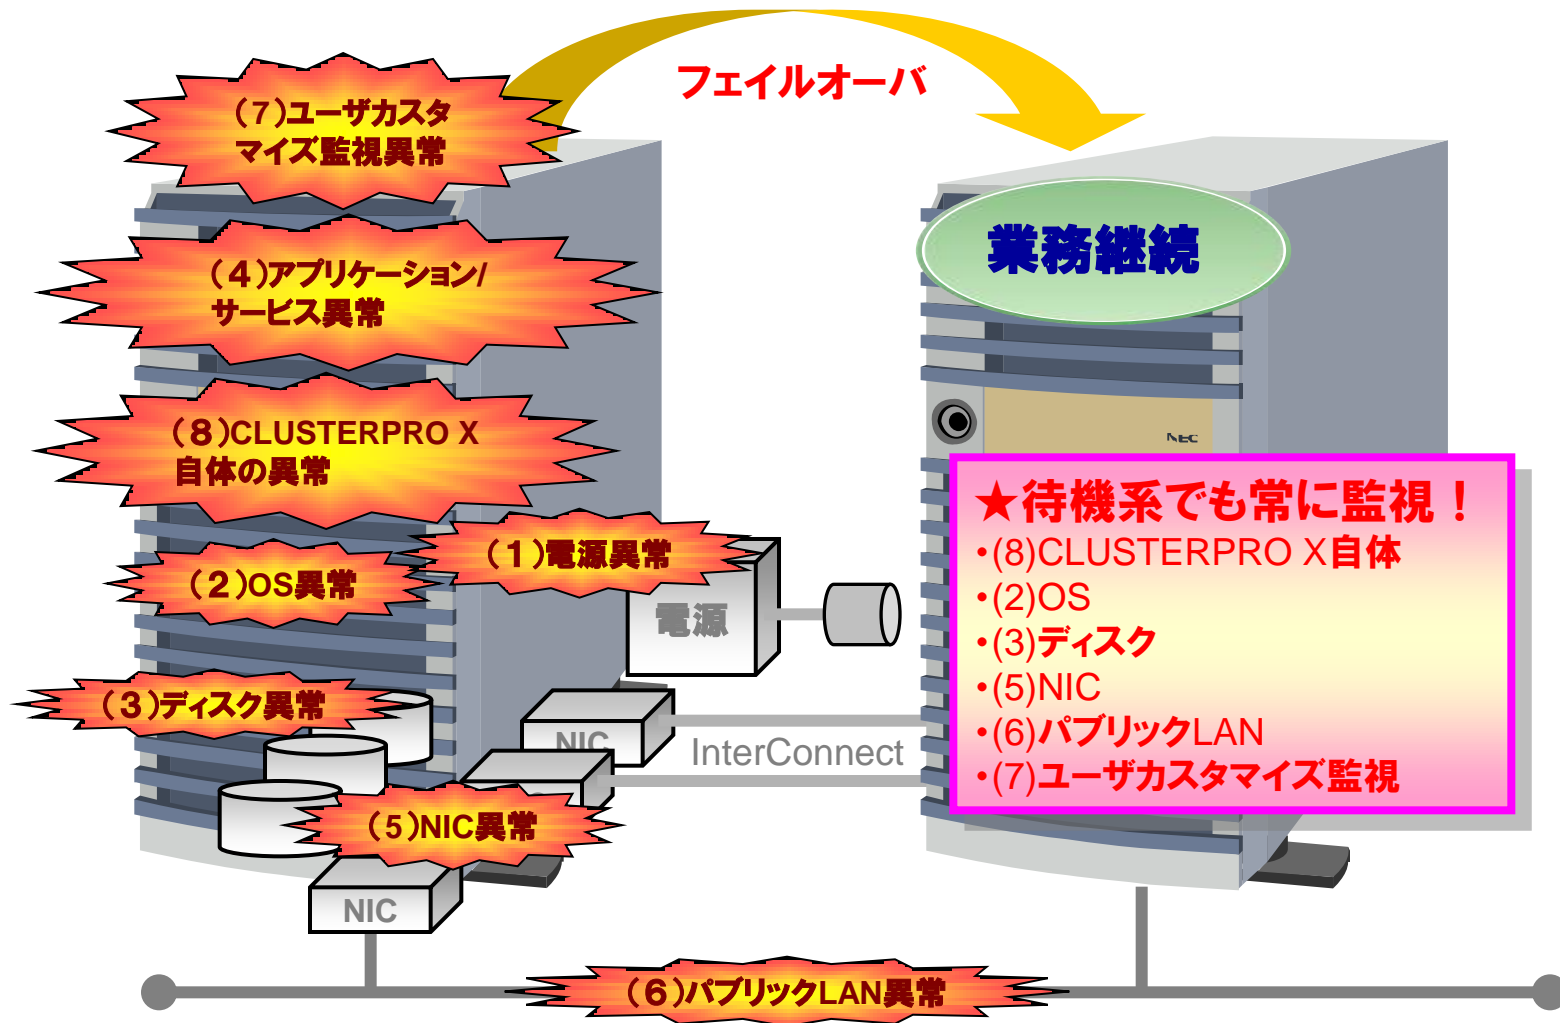 フェイルオーバ
(7)ユーザカスタ
マイズ監視異常
(4)アプリケーション/
サービス異常
業務継続
(8)CLUSTERPRO X
自体の異常
NEC
★待機系でも常に監視！
・(8)CLUSTERPRO X自体
・(2)OS
・(3)ディスク
・(5)NIC
・(6)パブリックLAN
・(7)ユーザカスタマイズ監視
(1)電源異常
(2)OS異常
電源
(3)ディスク異常
NIC
InterConnect
(5)NIC異常
NIC
(6)パブリックLAN異常